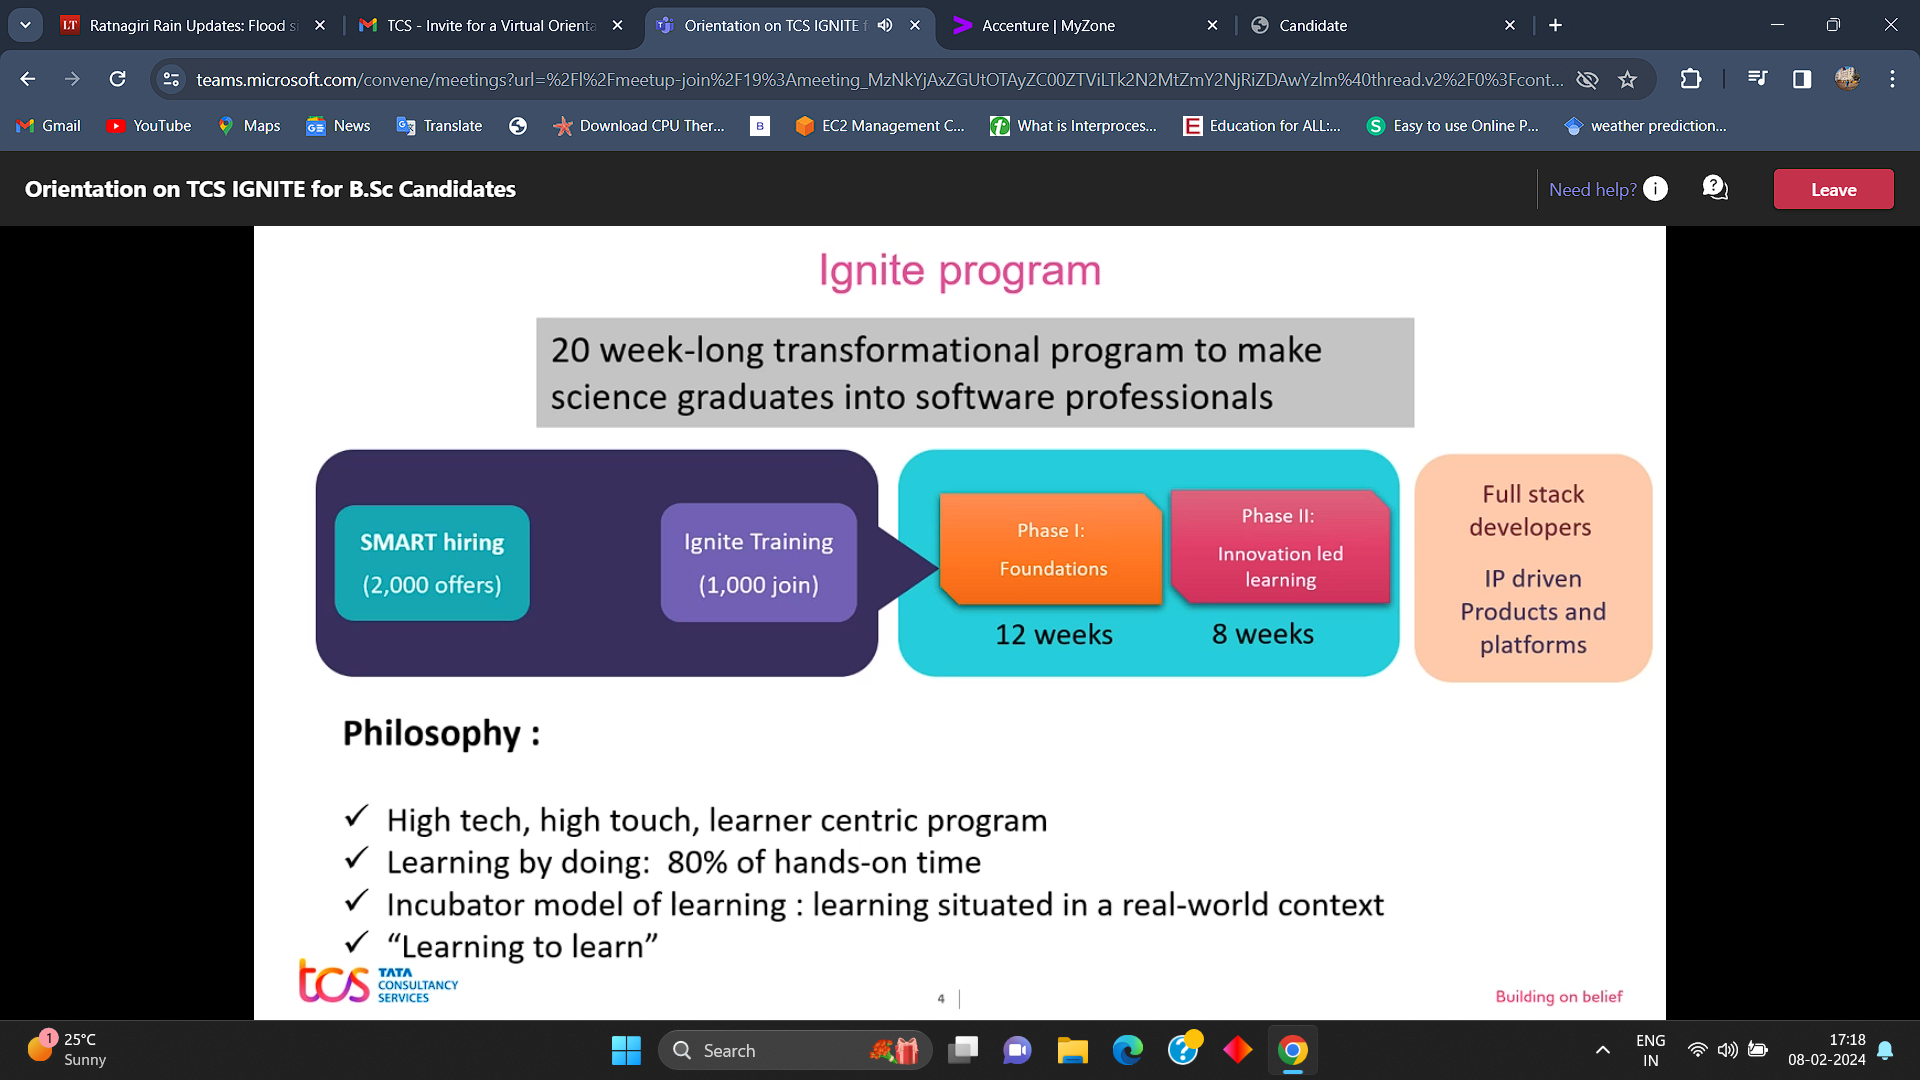 Ratnagiri Rain Updates: Flood si
TCS - Invite for a Virtual Orienta
Orientation on TCS IGNITE f
Accenture | MyZone
Candidate
teams.microsoft.com/convene/meetings?url=%2Fl%2Fmeetup-join%2F19%3Ameeting_MzNkYjAxZGUtOTAyZC00ZTViLTk2N2MtZmY2NjRiZDAwYzlm%40thread.v2%2F0%3Fcont...
Gmail
YouTube
Maps
News
Translate
Download CPU Ther...
B
EC2 Management C...
What is Interproces...
Education for ALL:...
Easy to use Online P...
weather prediction...
Orientation on TCS IGNITE for B.Sc Candidates
Need help?
Leave
Ignite program
20 week-long transformational program to make
science graduates into software professionals
SMART hiring
(2,000 offers)
Ignite Training
(1,000 join)
Phase I:
Foundations
12 weeks
Phase II:
Innovation led
learning
8 weeks
Full stack
developers
IP driven
Products and
platforms
Philosophy :
✓ High tech, high touch, learner centric program
✓ Learning by doing:  80% of hands-on time
✓ Incubator model of learning : learning situated in a real-world context
✓ “Learning to learn”
tcs TATA
CONSULTANCY
SERVICES
4
Building on belief
1
25°C
Sunny
Search
ENG
IN
17:18
08-02-2024